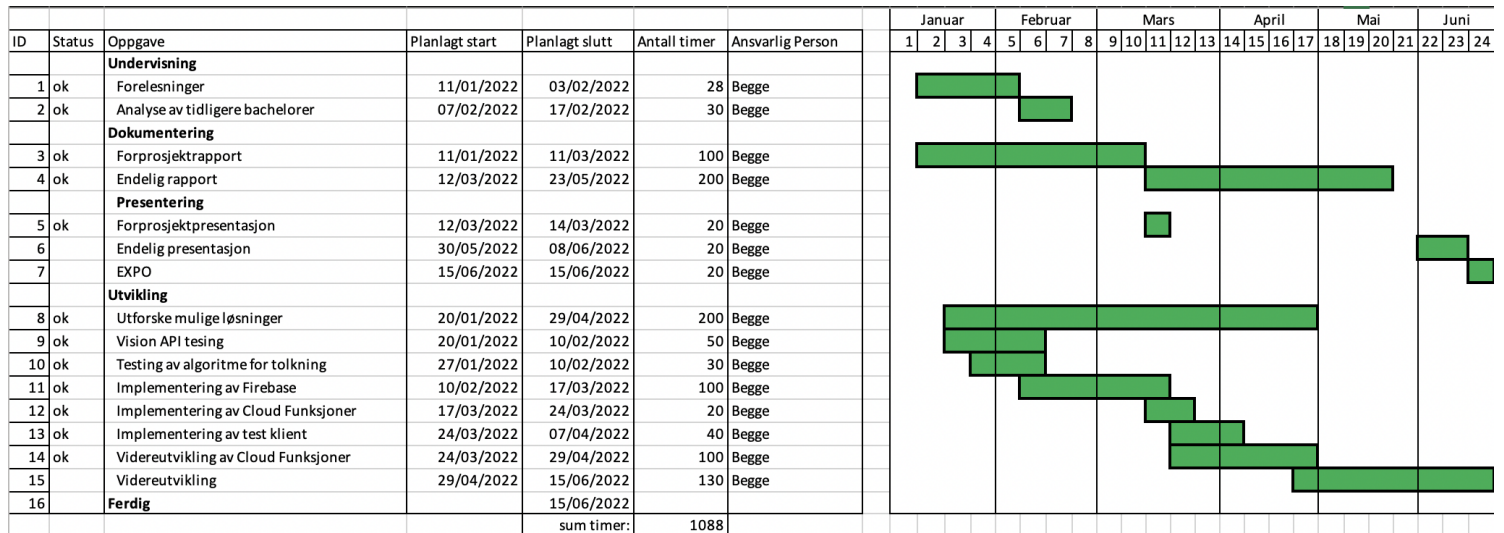 Januar Februar Mars April Mai Juni
ID Status Oppgave Planlagt start Planlagt slutt Antall timer Ansvarlig Person 1 2 3 4 5 6 7 8 9 10 11 12 13 14 15 16 17 18 19 20 21 22 23 24
Undervisning
1 ok Forelesninger 11/01/2022 03/02/2022 28 Begge
2 ok Analyse av tidligere bachelorer 07/02/2022 17/02/2022 30 Begge
Dokumentering
3 ok Forprosjektrapport 11/01/2022 11/03/2022 100 Begge
4 ok Endelig rapport 12/03/2022 23/05/2022 200 Begge
Presentering
5 ok Forprosjektpresentasjon 12/03/2022 14/03/2022 20 Begge
6 Endelig presentasjon 30/05/2022 08/06/2022 20 Begge
7 EXPO 15/06/2022 15/06/2022 20 Begge
Utvikling
8 ok Utforske mulige løsninger 20/01/2022 29/04/2022 200 Begge
9 ok Vision API tesing 20/01/2022 10/02/2022 50 Begge
10 ok Testing av algoritme for tolkning 27/01/2022 10/02/2022 30 Begge
11 ok Implementering av Firebase 10/02/2022 17/03/2022 100 Begge
12 ok Implementering av Cloud Funksjoner 17/03/2022 24/03/2022 20 Begge
13 ok Implementering av test klient 24/03/2022 07/04/2022 40 Begge
14 ok Videreutvikling av Cloud Funksjoner 24/03/2022 29/04/2022 100 Begge
15 Videreutvikling 29/04/2022 15/06/2022 130 Begge
16 Ferdig 15/06/2022
sum timer: 1088